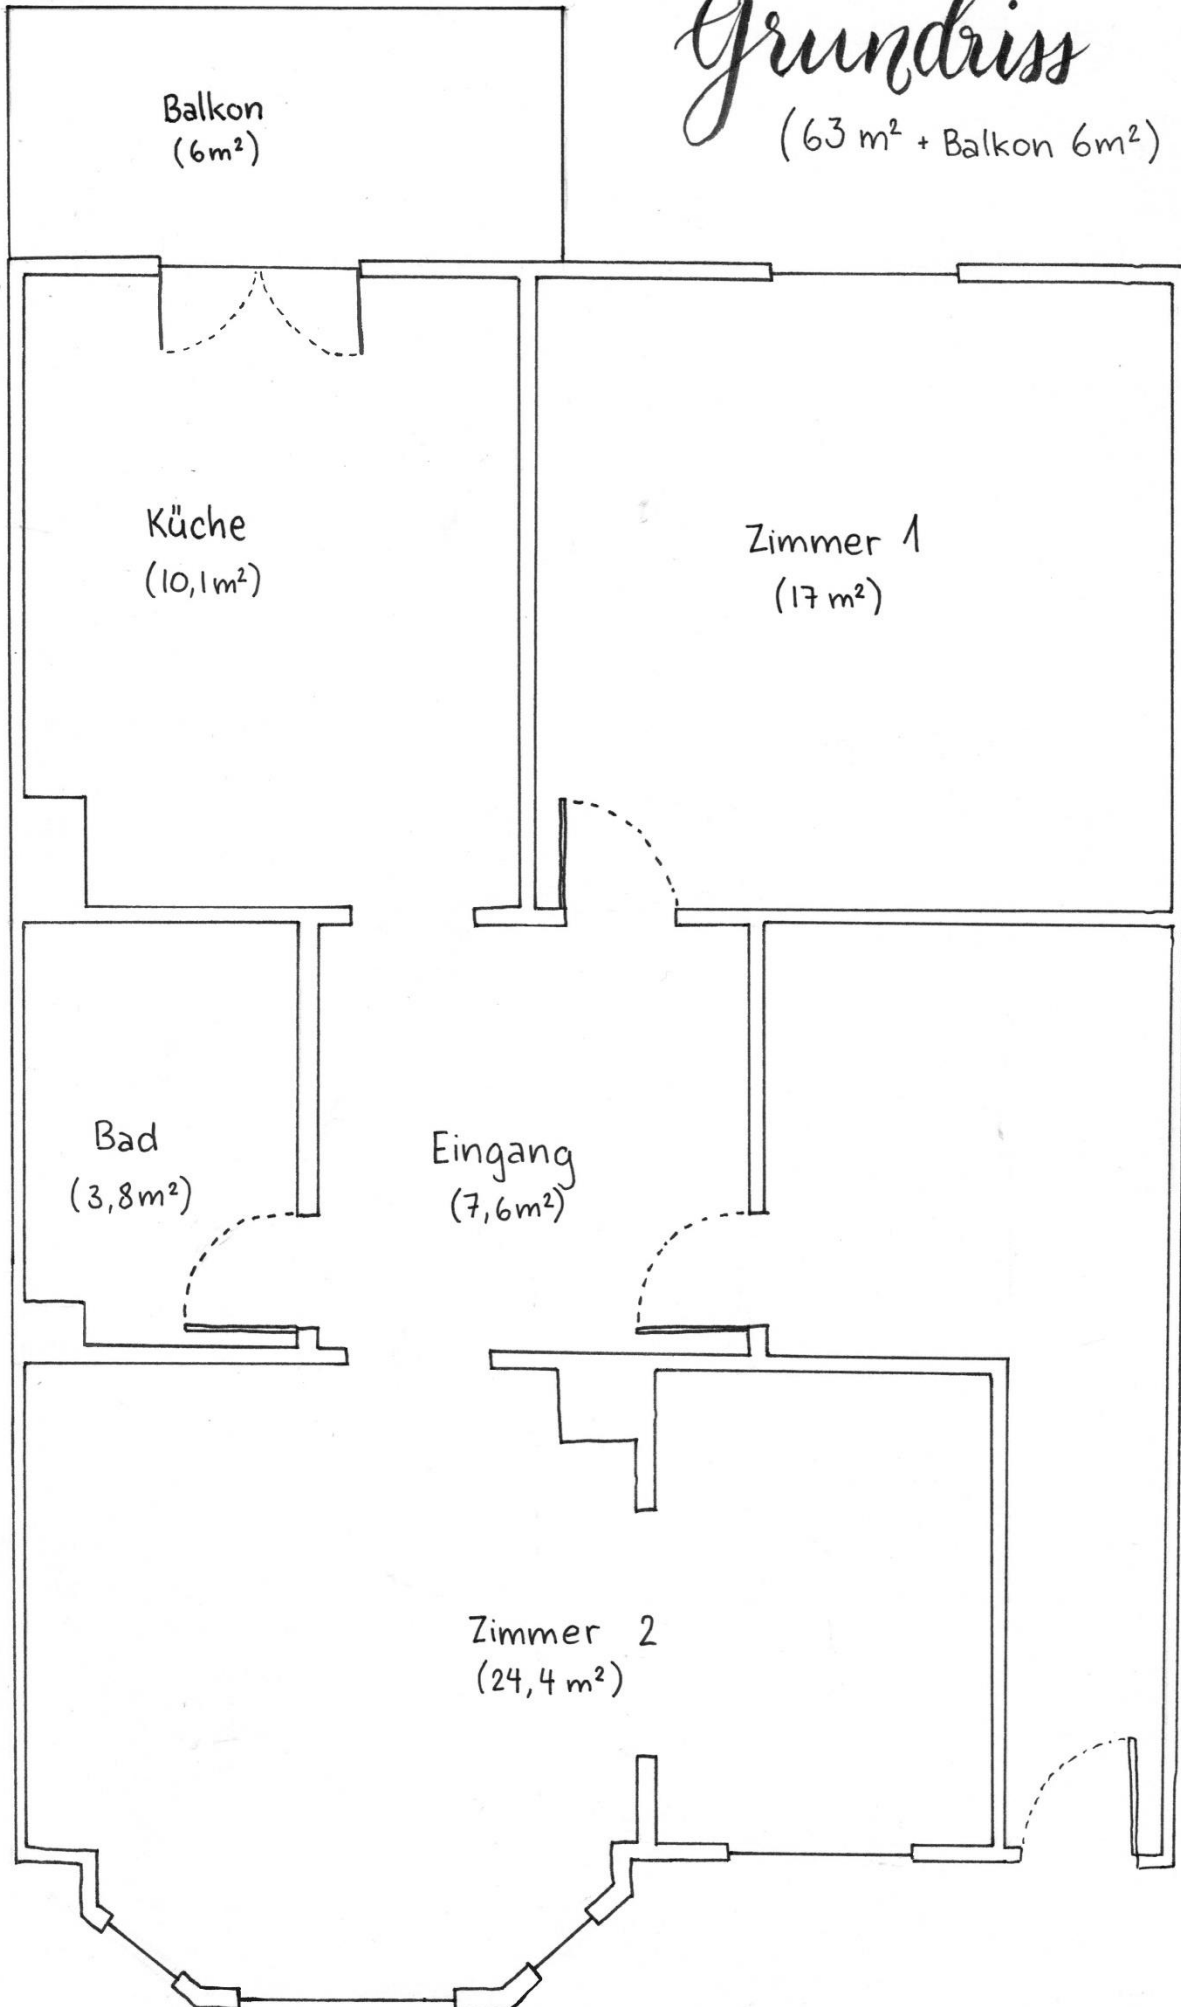 Grundriss
(63 m² + Balkon 6m²)
Balkon
(6m²)
Küche
(10,1m²)
Zimmer 1
(17 m²)
Bad
(3,8m²)
Eingang
(7,6m²)
Zimmer 2
(24,4 m²)